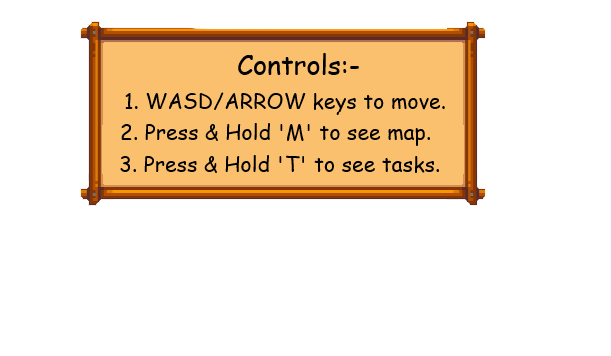 Controls:-
1. WASD/ARROW keys to move.
2. Press & Hold 'M' to see map.
3. Press & Hold 'T' to see tasks.